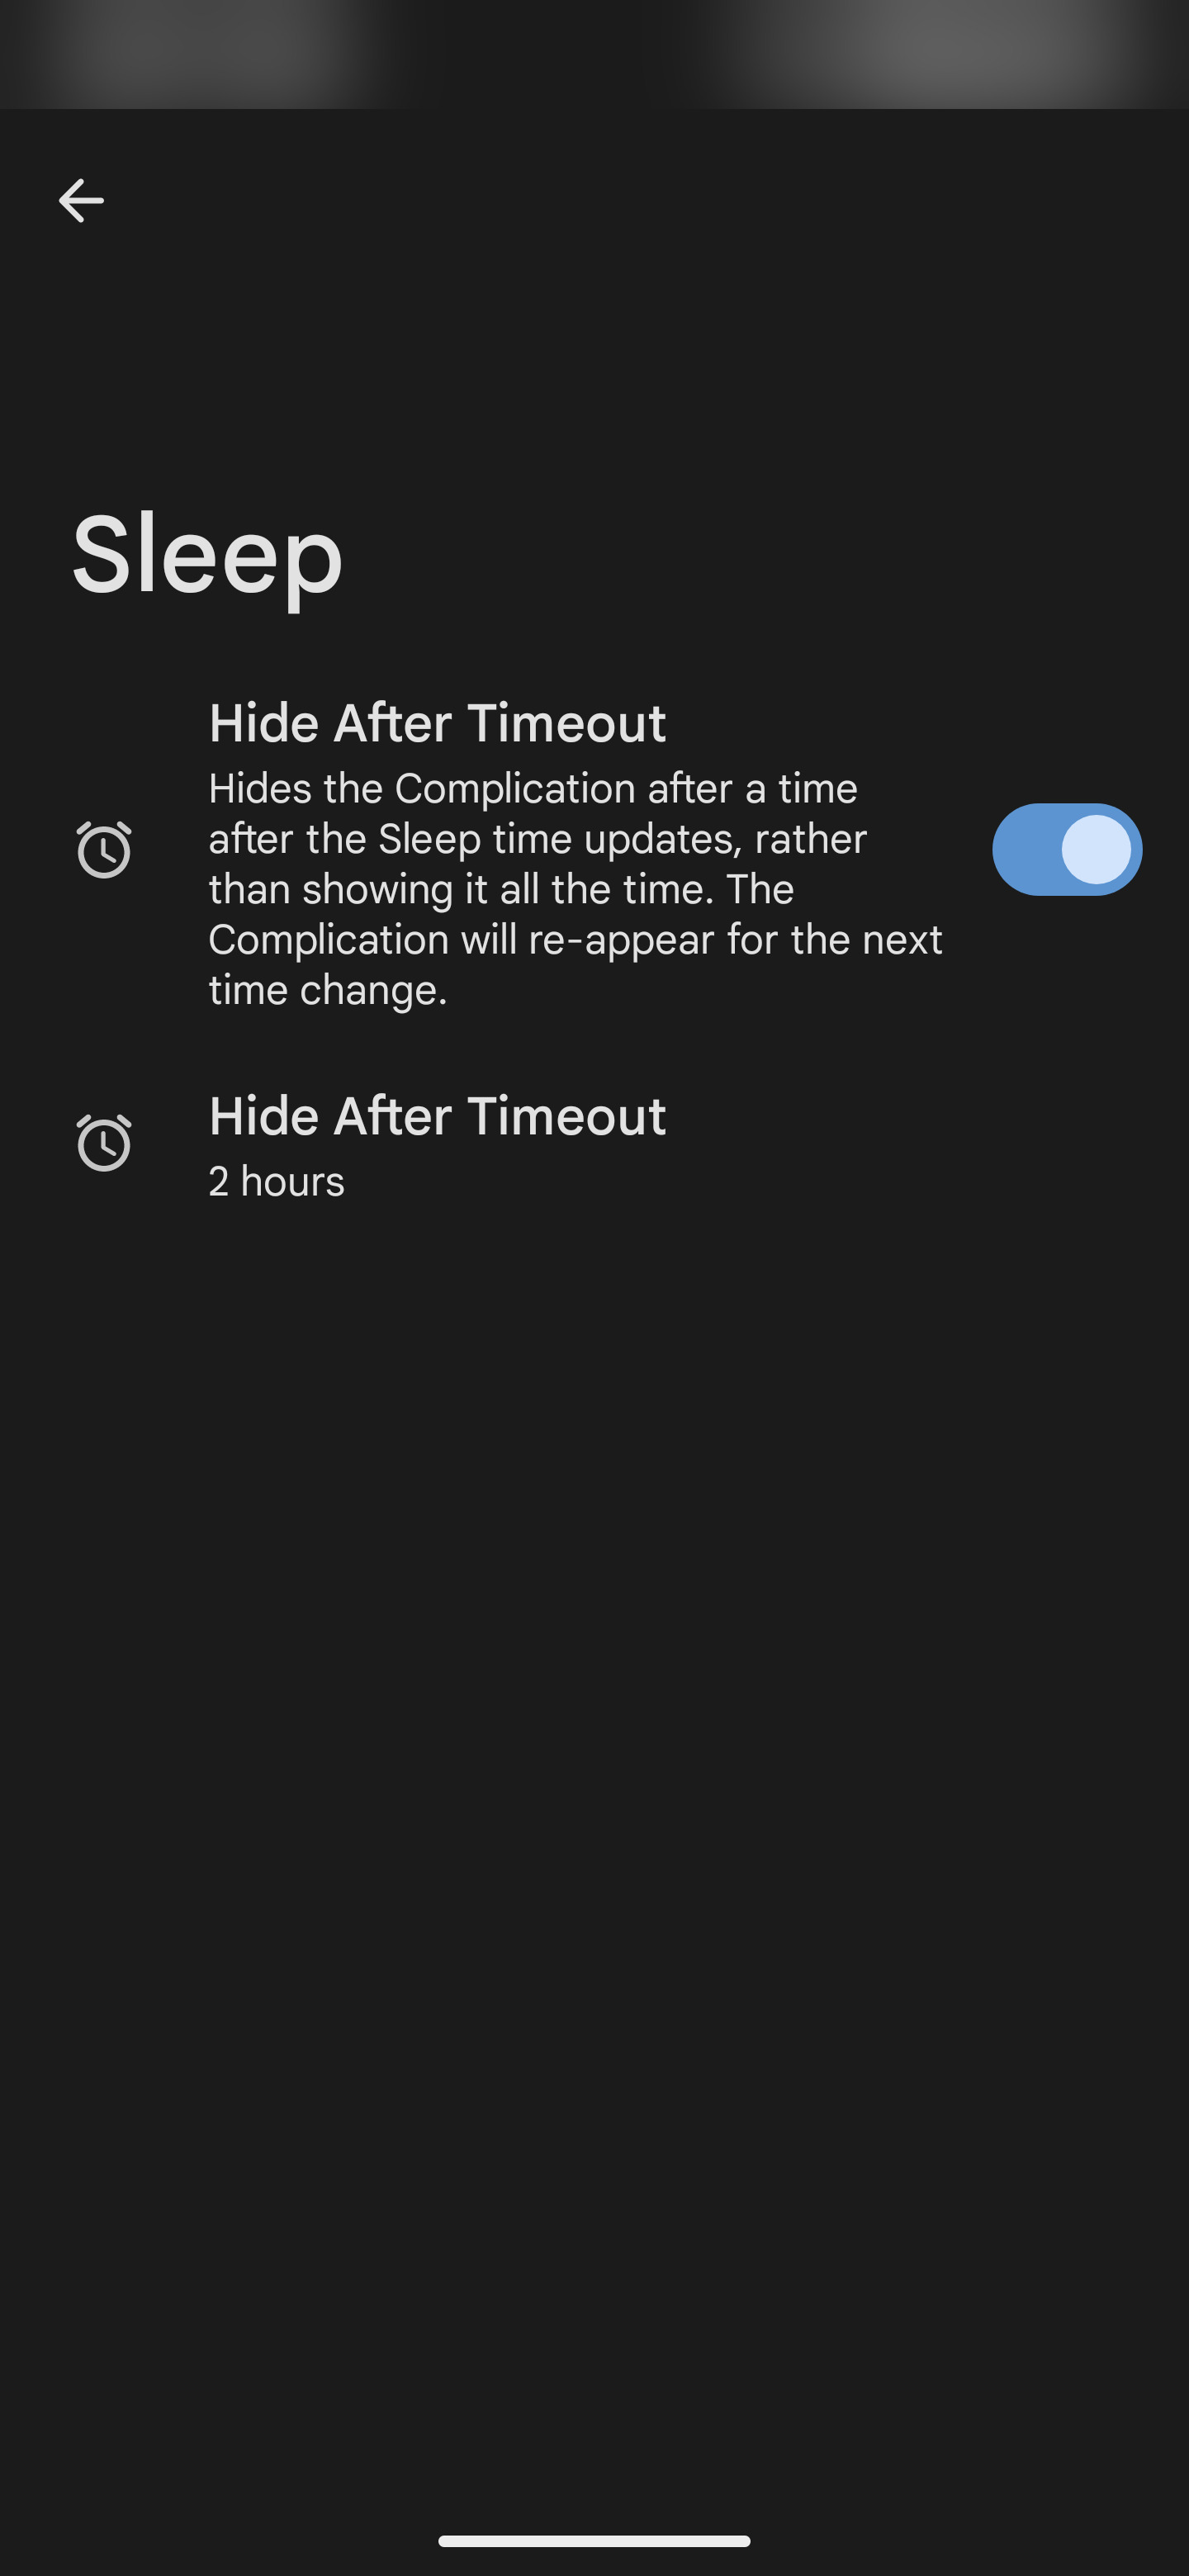 Sleep
Hide After Timeout
Hides the Complication after a time
after the Sleep time updates, rather
than showing it all the time. The
Complication will re-appear for the next
time change.
Hide After Timeout
2 hours